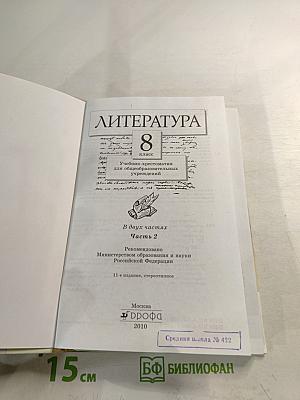 ЛИТЕРАТУРА
8
класс
Учебник-хрестоматия
для общеобразовательных
учреждений
В двух частях
Часть 2
Рекомендовано
Министерством образования и науки
Российской Федерации
11-е издание, стереотипное
Москва
дрофа
2010
Средняя школа № 422
15 см
БФ БИБЛИОФАН